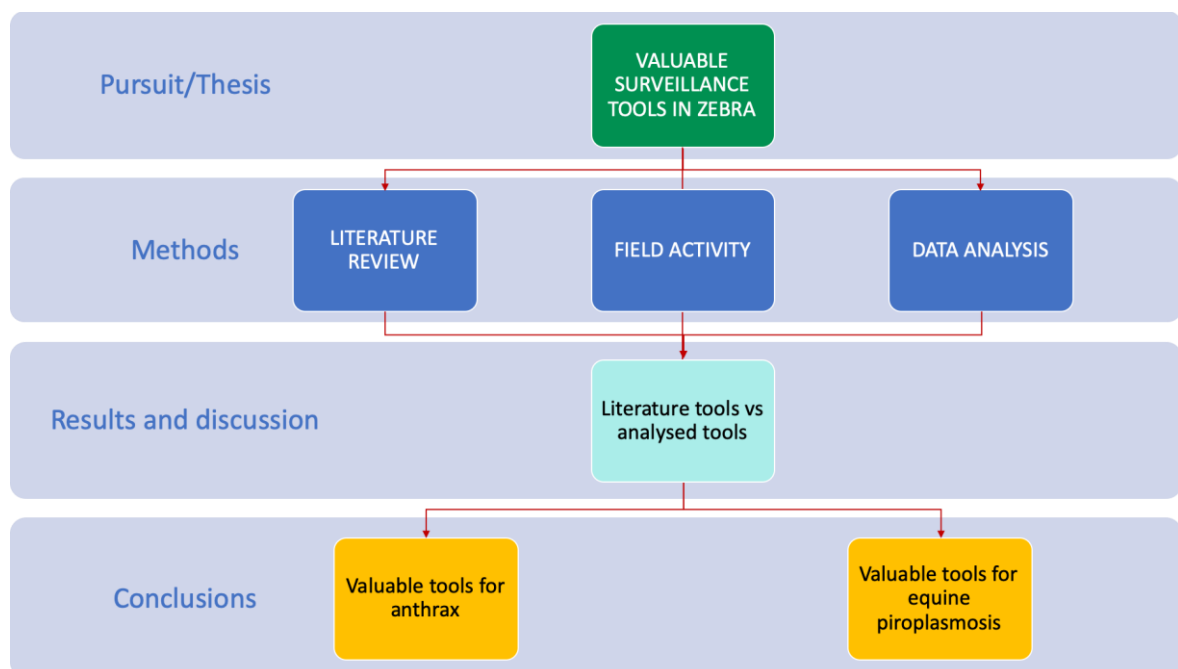 Pursuit/Thesis
VALUABLE
SURVEILLANCE
TOOLS IN ZEBRA
Methods
LITERATURE
REVIEW
FIELD ACTIVITY
DATA ANALYSIS
Results and discussion
Literature tools vs
analysed tools
Conclusions
Valuable tools for
anthrax
Valuable tools for
equine
piroplasmosis